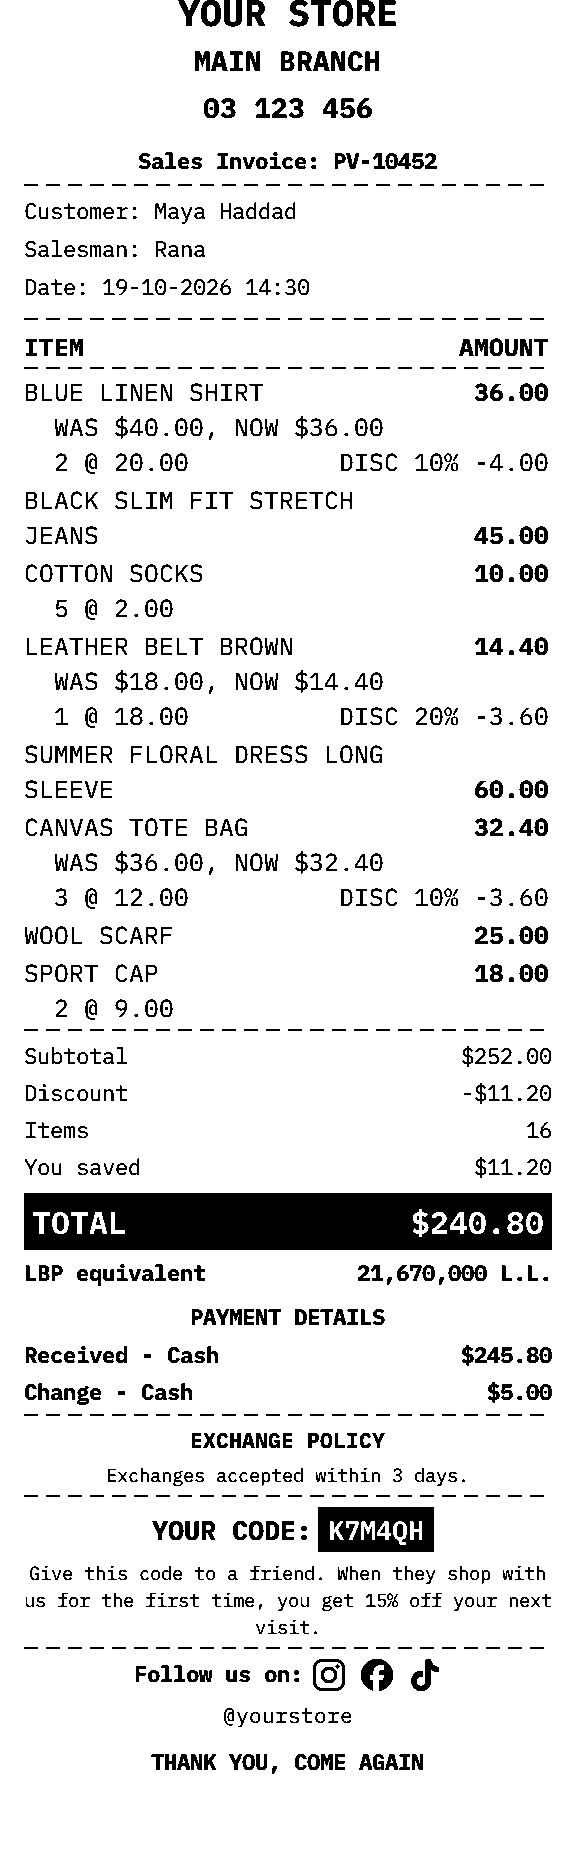 YOUR STORE
MAIN BRANCH
03 123 456
Sales Invoice: PV-10452
Customer: Maya Haddad
Salesman: Rana
Date: 19-10-2026 14:30
ITEM AMOUNT
BLUE LINEN SHIRT 36.00
WAS $40.00, NOW $36.00
2 @ 20.00 DISC 10% -4.00
BLACK SLIM FIT STRETCH
JEANS 45.00
COTTON SOCKS 10.00
5 @ 2.00
LEATHER BELT BROWN 14.40
WAS $18.00, NOW $14.40
1 @ 18.00 DISC 20% -3.60
SUMMER FLORAL DRESS LONG
SLEEVE 60.00
CANVAS TOTE BAG 32.40
WAS $36.00, NOW $32.40
3 @ 12.00 DISC 10% -3.60
WOOL SCARF 25.00
SPORT CAP 18.00
2 @ 9.00
Subtotal $252.00
Discount -$11.20
Items 16
You saved $11.20
TOTAL $240.80
LBP equivalent 21,670,000 L.L.
PAYMENT DETAILS
Received - Cash $245.80
Change - Cash $5.00
EXCHANGE POLICY
Exchanges accepted within 3 days.
YOUR CODE: K7M4QH
Give this code to a friend. When they shop with
us for the first time, you get 15% off your next
visit.
Follow us on:
@yourstore
THANK YOU, COME AGAIN